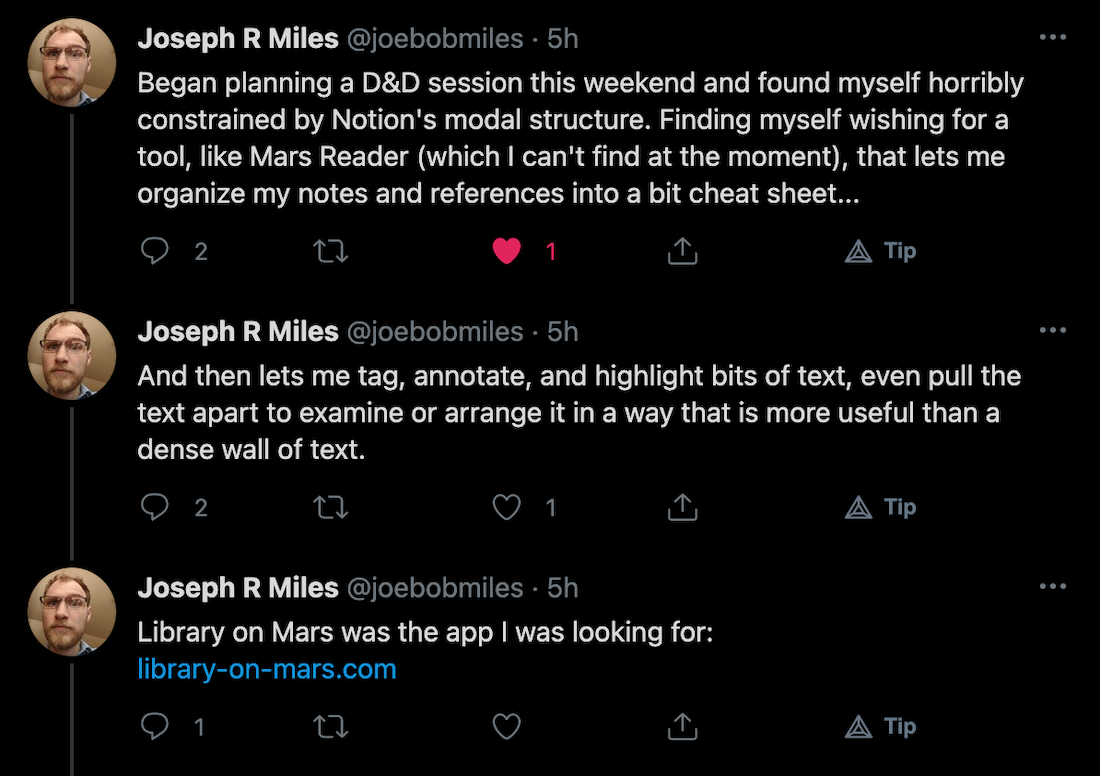 Joseph R Miles @joebobmiles · 5h
Began planning a D&D session this weekend and found myself horribly
constrained by Notion's modal structure. Finding myself wishing for a
tool, like Mars Reader (which I can't find at the moment), that lets me
organize my notes and references into a bit cheat sheet...
2 1 Tip
Joseph R Miles @joebobmiles · 5h
And then lets me tag, annotate, and highlight bits of text, even pull the
text apart to examine or arrange it in a way that is more useful than a
dense wall of text.
2 1 Tip
Joseph R Miles @joebobmiles · 5h
Library on Mars was the app I was looking for:
library-on-mars.com
1 Tip